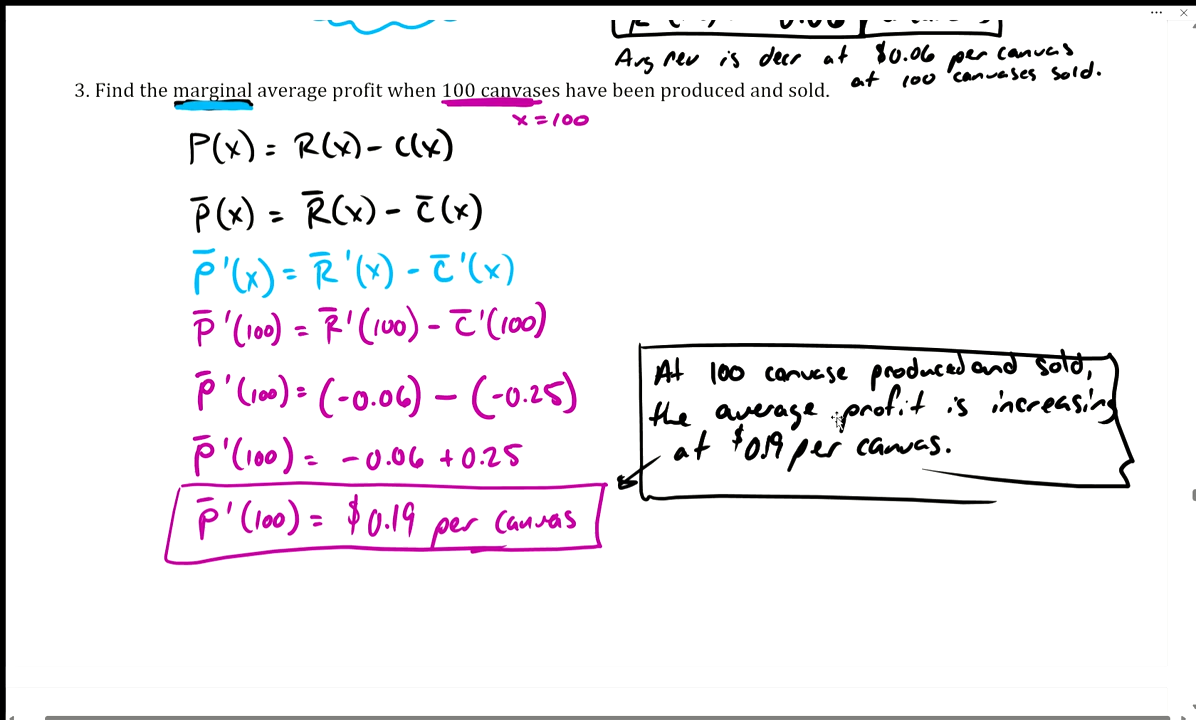 Avg rev is decr at $0.06 per canvas
at 100 canvases sold.
3. Find the marginal average profit when 100 canvases have been produced and sold.
x = 100
P(x) = R(x) - C(x)
P̄(x) = R̄(x) - C̄(x)
P̄'(x) = R̄'(x) - C̄'(x)
P̄'(100) = R̄'(100) - C̄'(100)
P̄'(100) = (-0.06) - (-0.25)
P̄'(100) = -0.06 + 0.25
P̄'(100) = $0.19 per canvas
At 100 canvase produced and sold,
the average profit is increasing
at $0.19 per canvas.